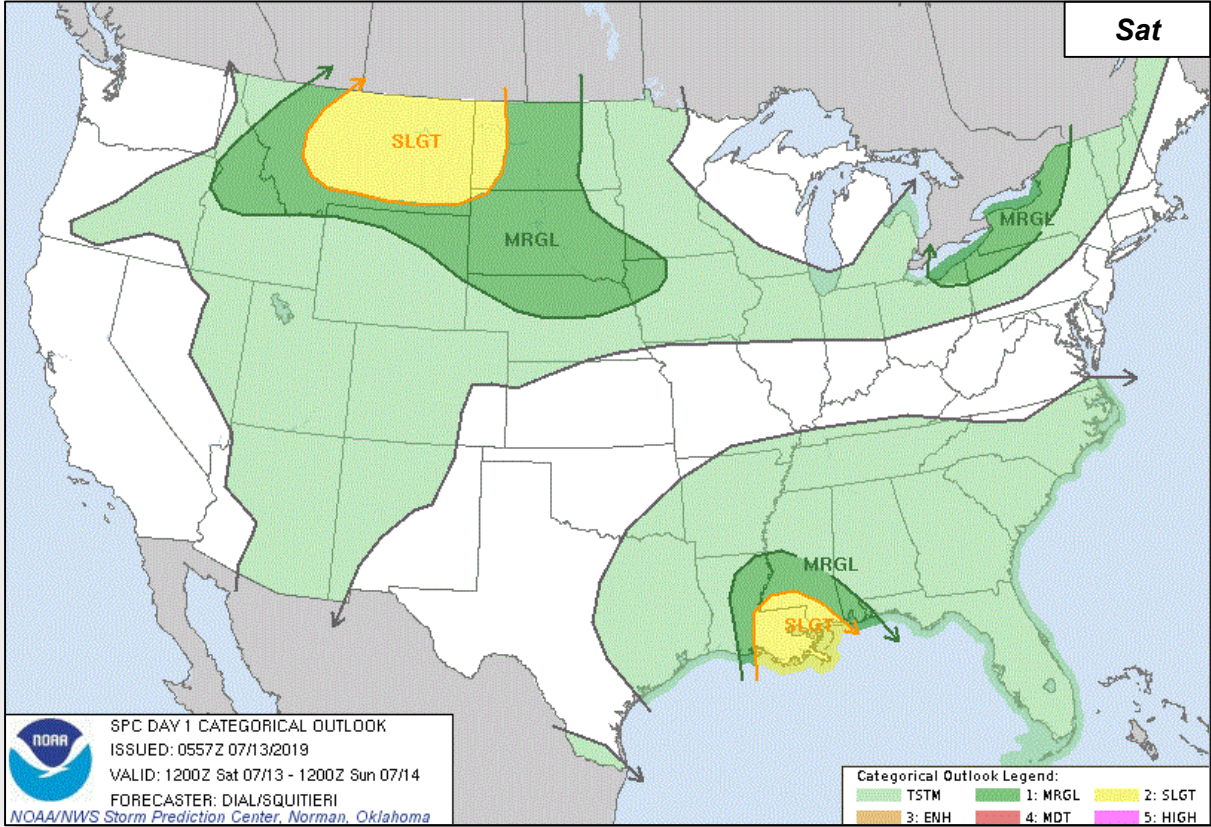 Sat
SLGT
MRGL
MRGL
MRGL
SLGT
NOAA
SPC DAY 1 CATEGORICAL OUTLOOK
ISSUED: 0557Z 07/13/2019
VALID: 1200Z Sat 07/13 - 1200Z Sun 07/14
FORECASTER: DIAL/SQUITIERI
NOAA/NWS Storm Prediction Center, Norman, Oklahoma
Categorical Outlook Legend:
TSTM 1: MRGL 2: SLGT
3: ENH 4: MDT 5: HIGH